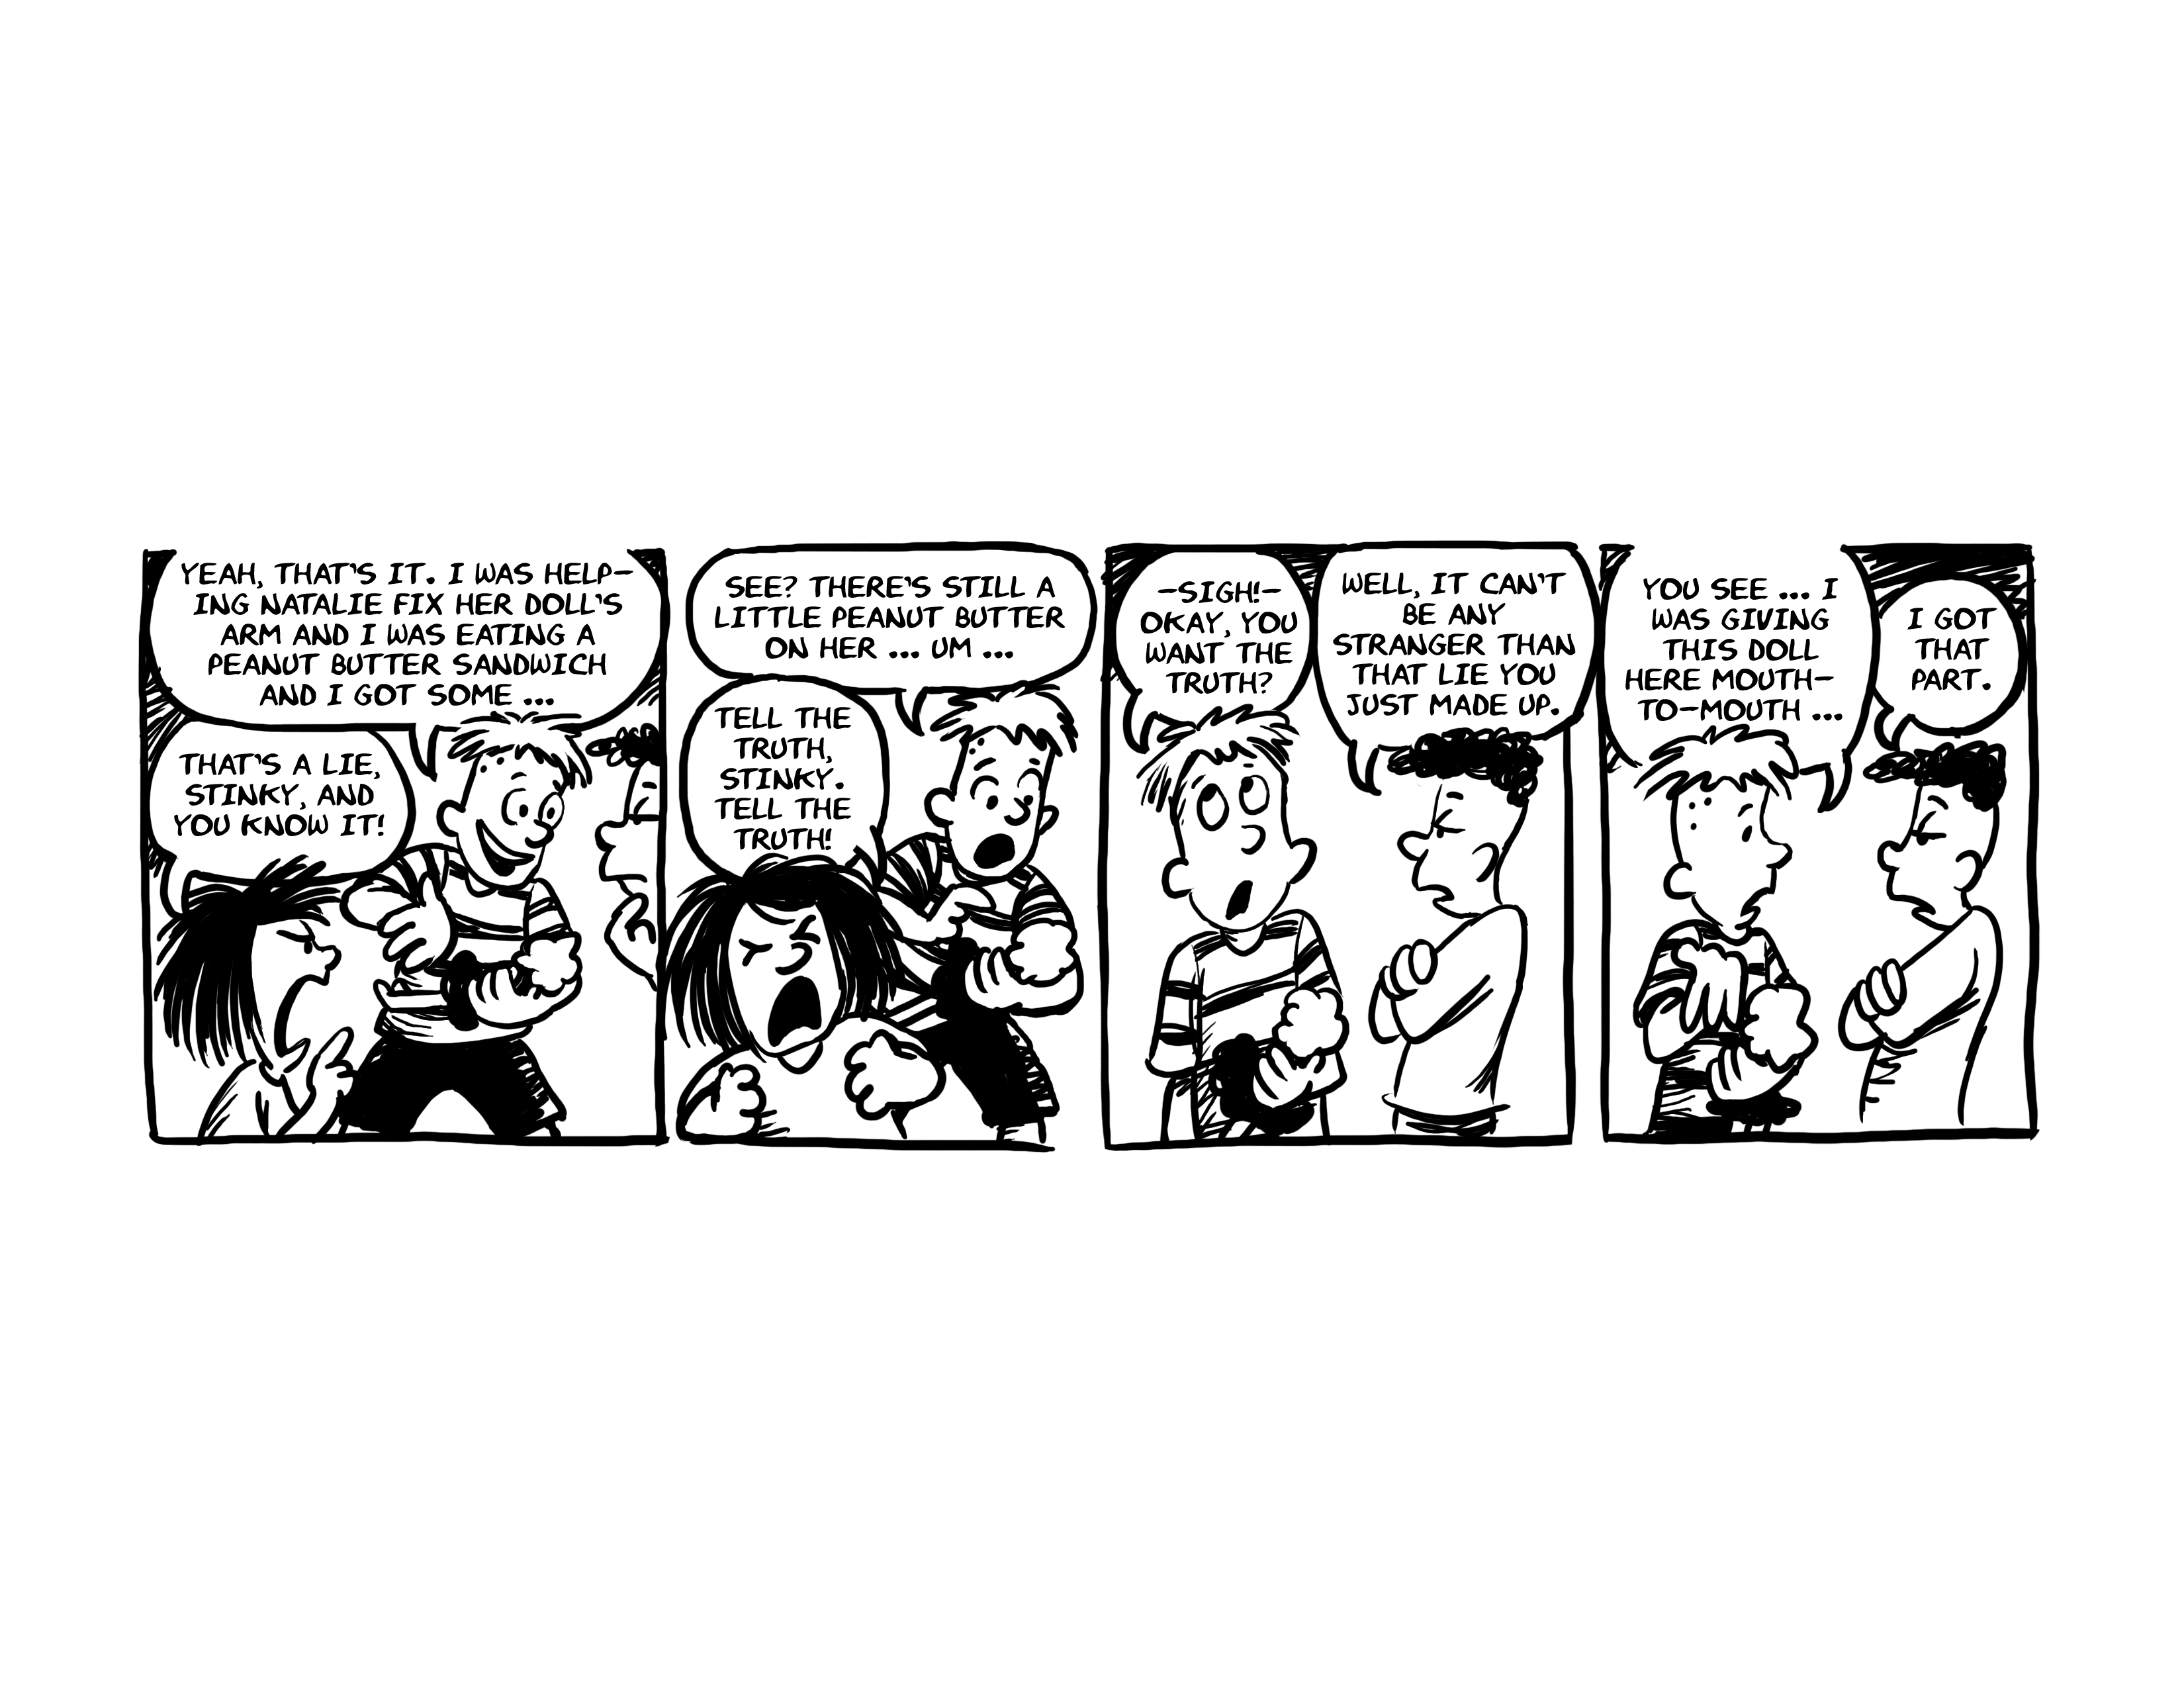 YEAH, THAT'S IT. I WAS HELP-
ING NATALIE FIX HER DOLL'S
ARM AND I WAS EATING A
PEANUT BUTTER SANDWICH
AND I GOT SOME ...
THAT'S A LIE,
STINKY, AND
YOU KNOW IT!
SEE? THERE'S STILL A
LITTLE PEANUT BUTTER
ON HER ... UM ...
TELL THE
TRUTH,
STINKY.
TELL THE
TRUTH!
-SIGH!-
OKAY, YOU
WANT THE
TRUTH?
WELL, IT CAN'T
BE ANY
STRANGER THAN
THAT LIE YOU
JUST MADE UP.
YOU SEE ... I
WAS GIVING
THIS DOLL
HERE MOUTH-
TO-MOUTH ...
I GOT
THAT
PART.